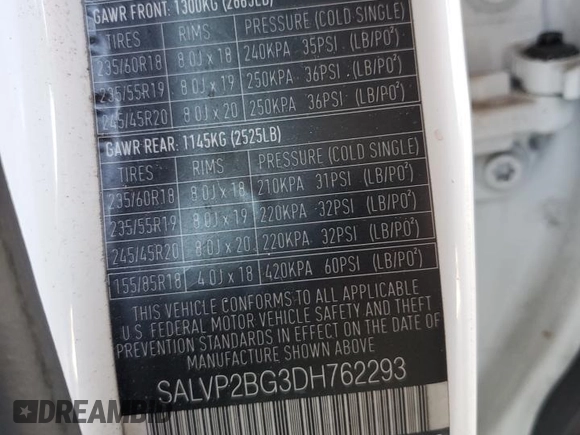 GAWR FRONT: 1300KG (2865LB)
TIRES RIMS PRESSURE (COLD SINGLE)
235/60R18 8.0J x 18 240KPA 35PSI (LB/PO²)
235/55R19 8.0J x 19 250KPA 36PSI (LB/PO²)
245/45R20 8.0J x 20 250KPA 36PSI (LB/PO²)
GAWR REAR: 1145KG (2525LB)
TIRES RIMS PRESSURE (COLD SINGLE)
235/60R18 8.0J x 18 210KPA 31PSI (LB/PO²)
235/55R19 8.0J x 19 220KPA 32PSI (LB/PO²)
245/45R20 8.0J x 20 220KPA 32PSI (LB/PO²)
155/85R18 4.0J x 18 420KPA 60PSI (LB/PO²)
THIS VEHICLE CONFORMS TO ALL APPLICABLE
U.S. FEDERAL MOTOR VEHICLE SAFETY AND THEFT
PREVENTION STANDARDS IN EFFECT ON THE DATE OF
MANUFACTURE SHOWN ABOVE
SALVP2BG3DH762293
DREAMBID